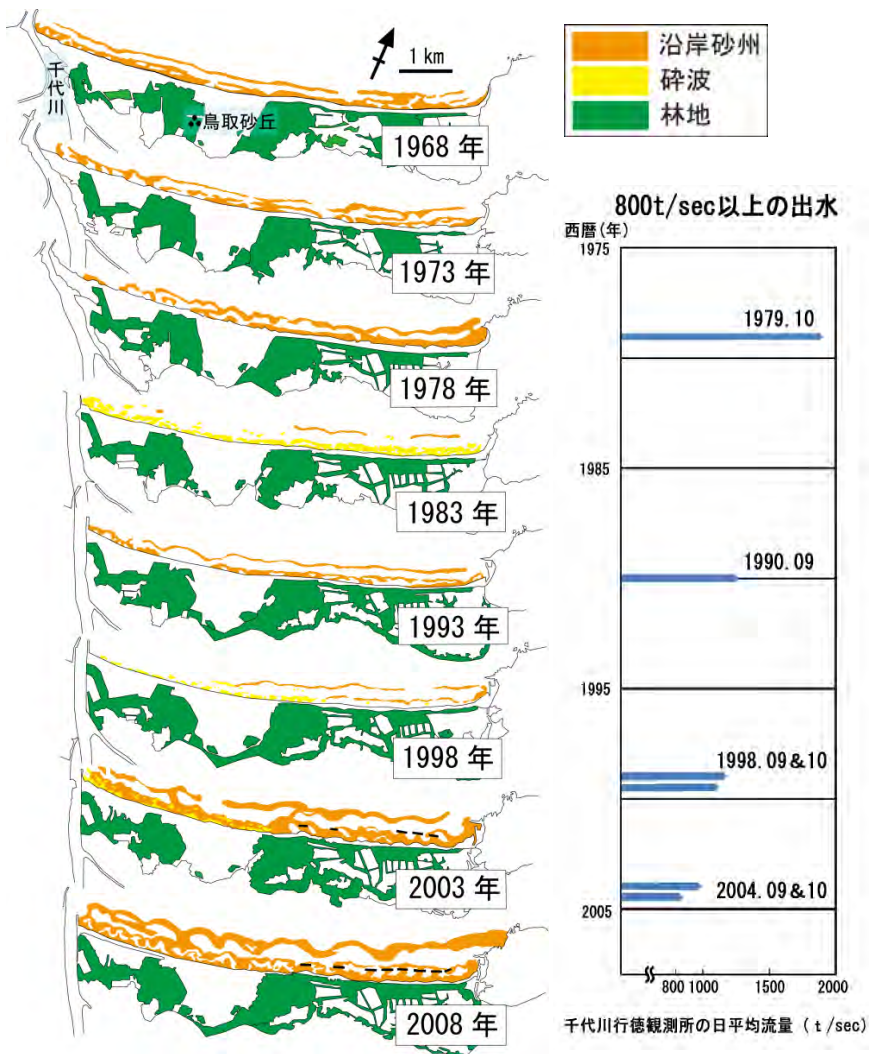 千代川
鳥取砂丘
1 km
1968 年
1973 年
1978 年
1983 年
1993 年
1998 年
2003 年
2008 年
沿岸砂州
砕波
林地
800t/sec以上の出水
西暦(年)
1975
1979.10
1985
1990.09
1995
1998.09&10
2004.09&10
2005
800 1000 1500 2000
千代川行徳観測所の日平均流量 (t/sec)